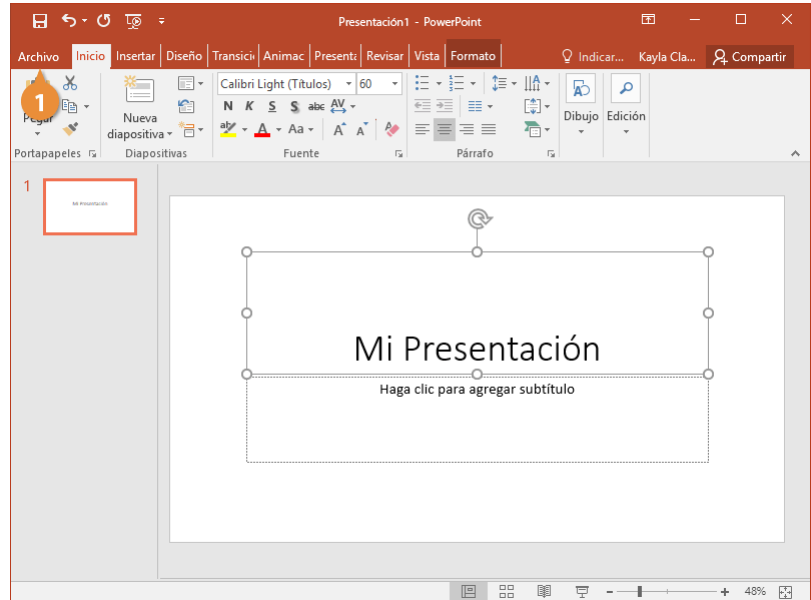 Presentación1 - PowerPoint
Archivo Inicio Insertar Diseño Transicio Animac Presenta Revisar Vista Formato Indicar... Kayla Cla... Compartir
Calibri Light (Títulos) 60
1
Pegar Nueva diapositiva N K S S abc AV Dibujo Edición
aby A Aa A A
Portapapeles Diapositivas Fuente Párrafo
1
Mi Presentación
Mi Presentación
Haga clic para agregar subtítulo
48%